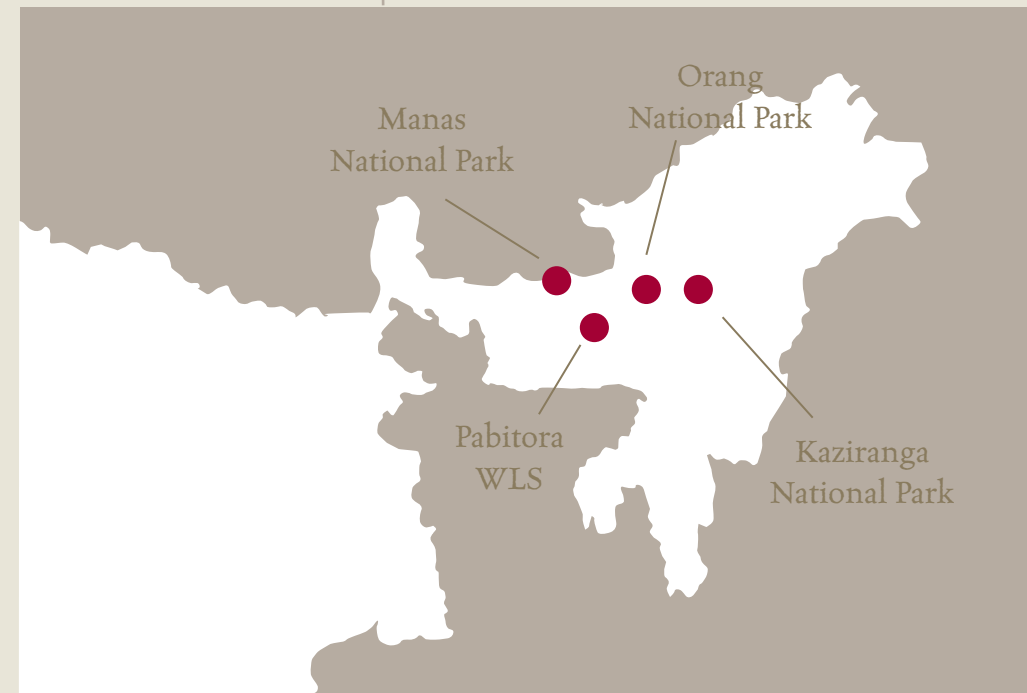 Orang
National Park
Manas
National Park
Pabitora
WLS
Kaziranga
National Park